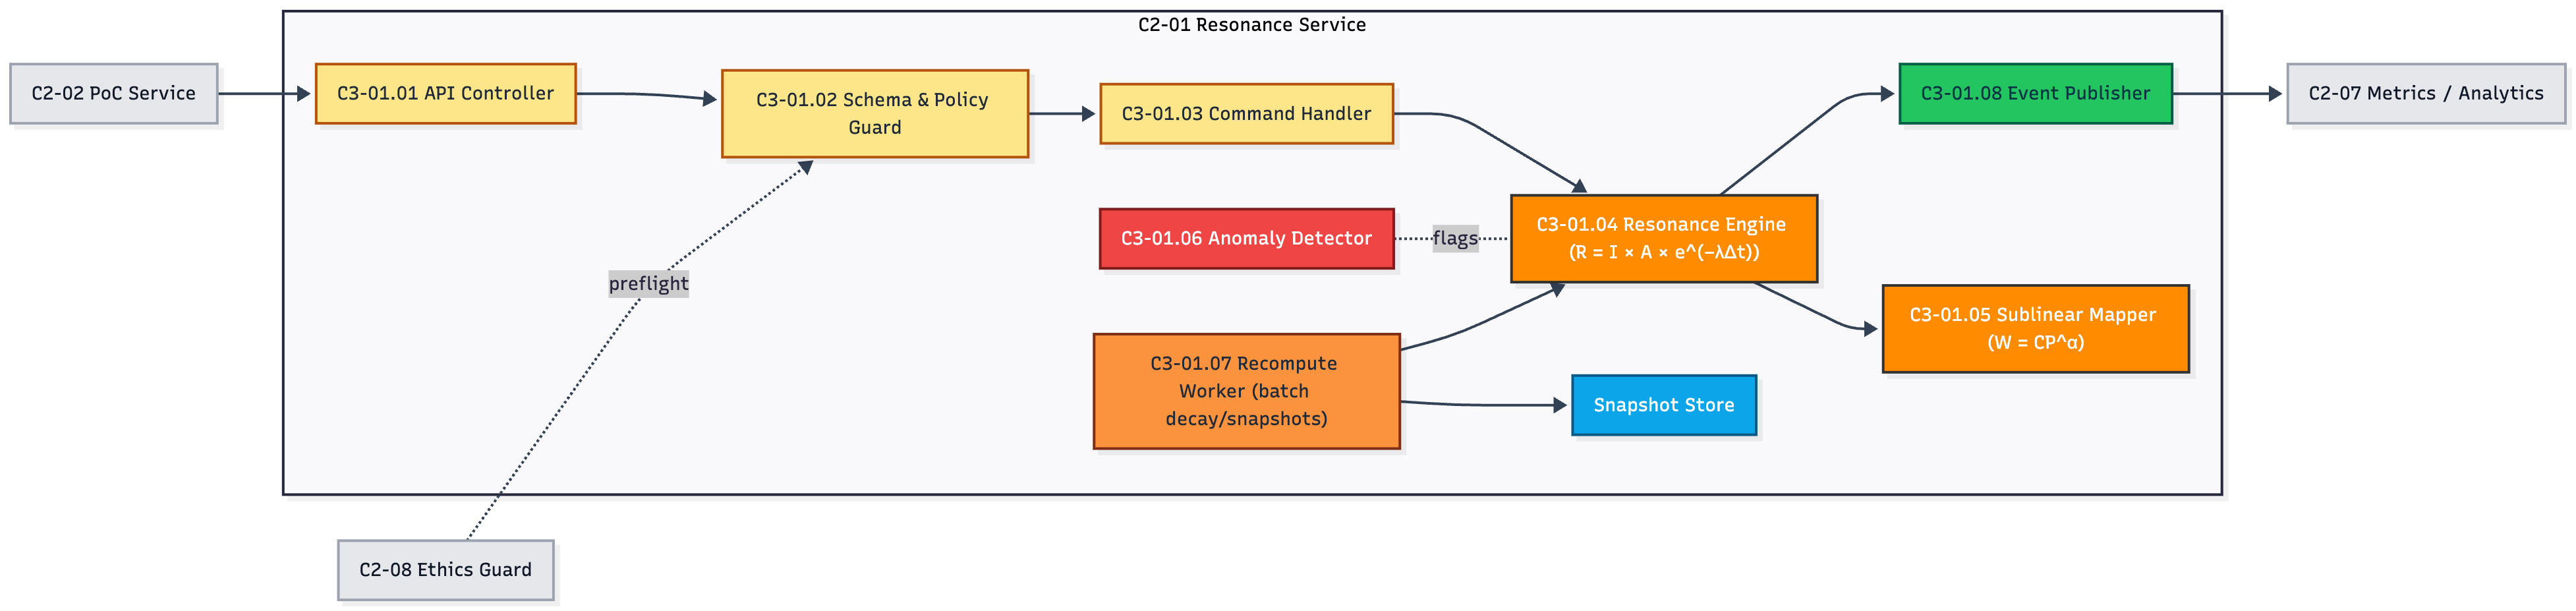 C2-01 Resonance Service
C2-02 PoC Service
C3-01.01 API Controller
C3-01.02 Schema & Policy
Guard
C3-01.03 Command Handler
C3-01.08 Event Publisher
C2-07 Metrics / Analytics
C3-01.06 Anomaly Detector
flags
C3-01.04 Resonance Engine
(R = I × A × e^(−λΔt))
preflight
C3-01.05 Sublinear Mapper
(W = CP^α)
C3-01.07 Recompute
Worker (batch
decay/snapshots)
Snapshot Store
C2-08 Ethics Guard